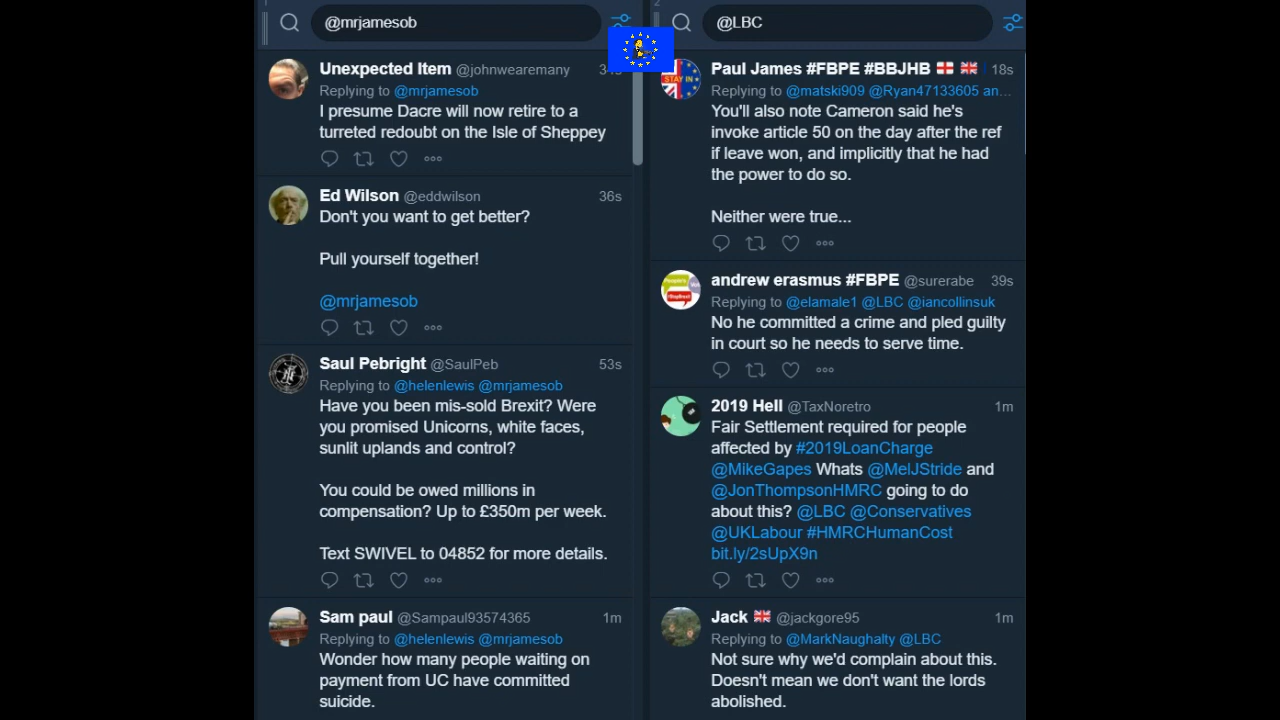 1
@mrjamesob
Unexpected Item @johnwearemany
Replying to @mrjamesob
I presume Dacre will now retire to a
turreted redoubt on the Isle of Sheppey
Ed Wilson @eddwilson 36s
Don't you want to get better?
Pull yourself together!
@mrjamesob
Saul Pebright @SaulPeb 53s
Replying to @helenlewis @mrjamesob
Have you been mis-sold Brexit? Were
you promised Unicorns, white faces,
sunlit uplands and control?
You could be owed millions in
compensation? Up to £350m per week.
Text SWIVEL to 04852 for more details.
Sam paul @Sampaul93574365 1m
Replying to @helenlewis @mrjamesob
Wonder how many people waiting on
payment from UC have committed
suicide.
2
@LBC
STAY IN
Paul James #FBPE #BBJHB 18s
Replying to @matski909 @Ryan47133605 an...
You'll also note Cameron said he's
invoke article 50 on the day after the ref
if leave won, and implicitly that he had
the power to do so.
Neither were true...
andrew erasmus #FBPE @surerabe 39s
Replying to @elamale1 @LBC @iancollinsuk
No he committed a crime and pled guilty
in court so he needs to serve time.
2019 Hell @TaxNoretro 1m
Fair Settlement required for people
affected by #2019LoanCharge
@MikeGapes Whats @MelJStride and
@JonThompsonHMRC going to do
about this? @LBC @Conservatives
@UKLabour #HMRCHumanCost
bit.ly/2sUpX9n
Jack @jackgore95 1m
Replying to @MarkNaughalty @LBC
Not sure why we'd complain about this.
Doesn't mean we don't want the lords
abolished.